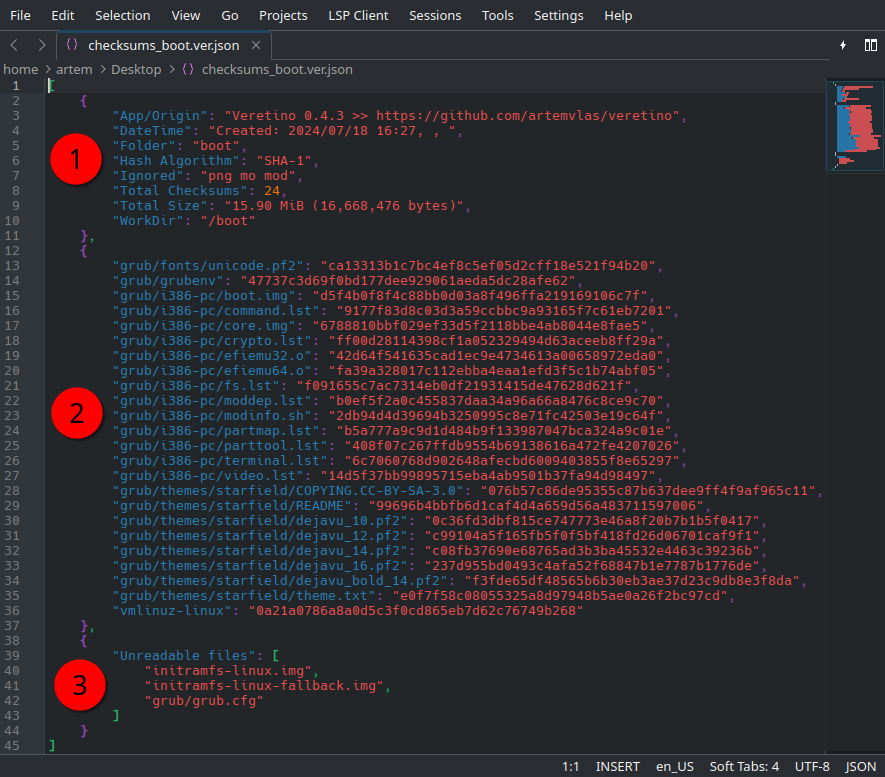 File Edit Selection View Go Projects LSP Client Sessions Tools Settings Help
checksums_boot.ver.json
home > artem > Desktop > checksums_boot.ver.json
1 [
2 {
3 "App/Origin": "Veretino 0.4.3 >> https://github.com/artemvlas/veretino",
4 "DateTime": "Created: 2024/07/18 16:27, , ",
5 "Folder": "boot",
6 "Hash Algorithm": "SHA-1",
7 "Ignored": "png mo mod",
8 "Total Checksums": 24,
9 "Total Size": "15.90 MiB (16,668,476 bytes)",
10 "WorkDir": "/boot"
11 },
12 {
13 "grub/fonts/unicode.pf2": "ca13313b1c7bc4ef8c5ef05d2cff18e521f94b20",
14 "grub/grubenv": "47737c3d69f0bd177dee929061aeda5dc28afe62",
15 "grub/i386-pc/boot.img": "d5f4b0f8f4c88bb0d03a8f496ffa219169106c7f",
16 "grub/i386-pc/command.lst": "9177f83d8c03d3a59ccbbc9a93165f7c61eb7201",
17 "grub/i386-pc/core.img": "6788810bbf029ef33d5f2118bbe4ab8044e8fae5",
18 "grub/i386-pc/crypto.lst": "ff00d28114398cf1a052329494d63aceeb8ff29a",
19 "grub/i386-pc/efiemu32.o": "42d64f541635cad1ec9e4734613a00658972eda0",
20 "grub/i386-pc/efiemu64.o": "fa39a328017c112ebba4eaa1efd3f5c1b74abf05",
21 "grub/i386-pc/fs.lst": "f091655c7ac7314eb0df21931415de47628d621f",
22 "grub/i386-pc/moddep.lst": "b0ef5f2a0c455837daa34a96a66a8476c8ce9c70",
23 "grub/i386-pc/modinfo.sh": "2db94d4d39694b3250995c8e71fc42503e19c64f",
24 "grub/i386-pc/partmap.lst": "b5a777a9c9d1d484b9f133987047bca324a9c01e",
25 "grub/i386-pc/parttool.lst": "408f07c267ffdb9554b69138616a472fe4207026",
26 "grub/i386-pc/terminal.lst": "6c7060768d902648afecbd6009403855f8e65297",
27 "grub/i386-pc/video.lst": "14d5f37bb99895715eba4ab9501b37fa94d98497",
28 "grub/themes/starfield/COPYING.CC-BY-SA-3.0": "076b57c86de95355c87b637dee9ff4f9af965c11",
29 "grub/themes/starfield/README": "99696b4bbfb6d1caf4d4a659d56a483711597006",
30 "grub/themes/starfield/dejavu_10.pf2": "0c36fd3dbf815ce747773e46a8f20b7b1b5f0417",
31 "grub/themes/starfield/dejavu_12.pf2": "c99104a5f165fb5f0f5bf418fd26d06701caf9f1",
32 "grub/themes/starfield/dejavu_14.pf2": "c08fb37690e68765ad3b3ba45532e4463c39236b",
33 "grub/themes/starfield/dejavu_16.pf2": "237d955bd0493c4afa52f68847b1e7787b1776de",
34 "grub/themes/starfield/dejavu_bold_14.pf2": "f3fde65df48565b6b30eb3ae37d23c9db8e3f8da",
35 "grub/themes/starfield/theme.txt": "e0f7f58c08055325a8d97948b5ae0a26f2bc97cd",
36 "vmlinuz-linux": "0a21a0786a8a0d5c3f0cd865eb7d62c76749b268"
37 },
38 {
39 "Unreadable files": [
40 "initramfs-linux.img",
41 "initramfs-linux-fallback.img",
42 "grub/grub.cfg"
43 ]
44 }
45 ]
1
2
3
1:1 INSERT en_US Soft Tabs: 4 UTF-8 JSON